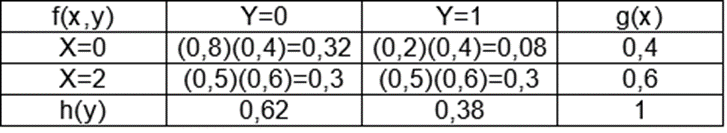 f(x,y) Y=0 Y=1 g(x)
X=0 (0,8)(0,4)=0,32 (0,2)(0,4)=0,08 0,4
X=2 (0,5)(0,6)=0,3 (0,5)(0,6)=0,3 0,6
h(y) 0,62 0,38 1